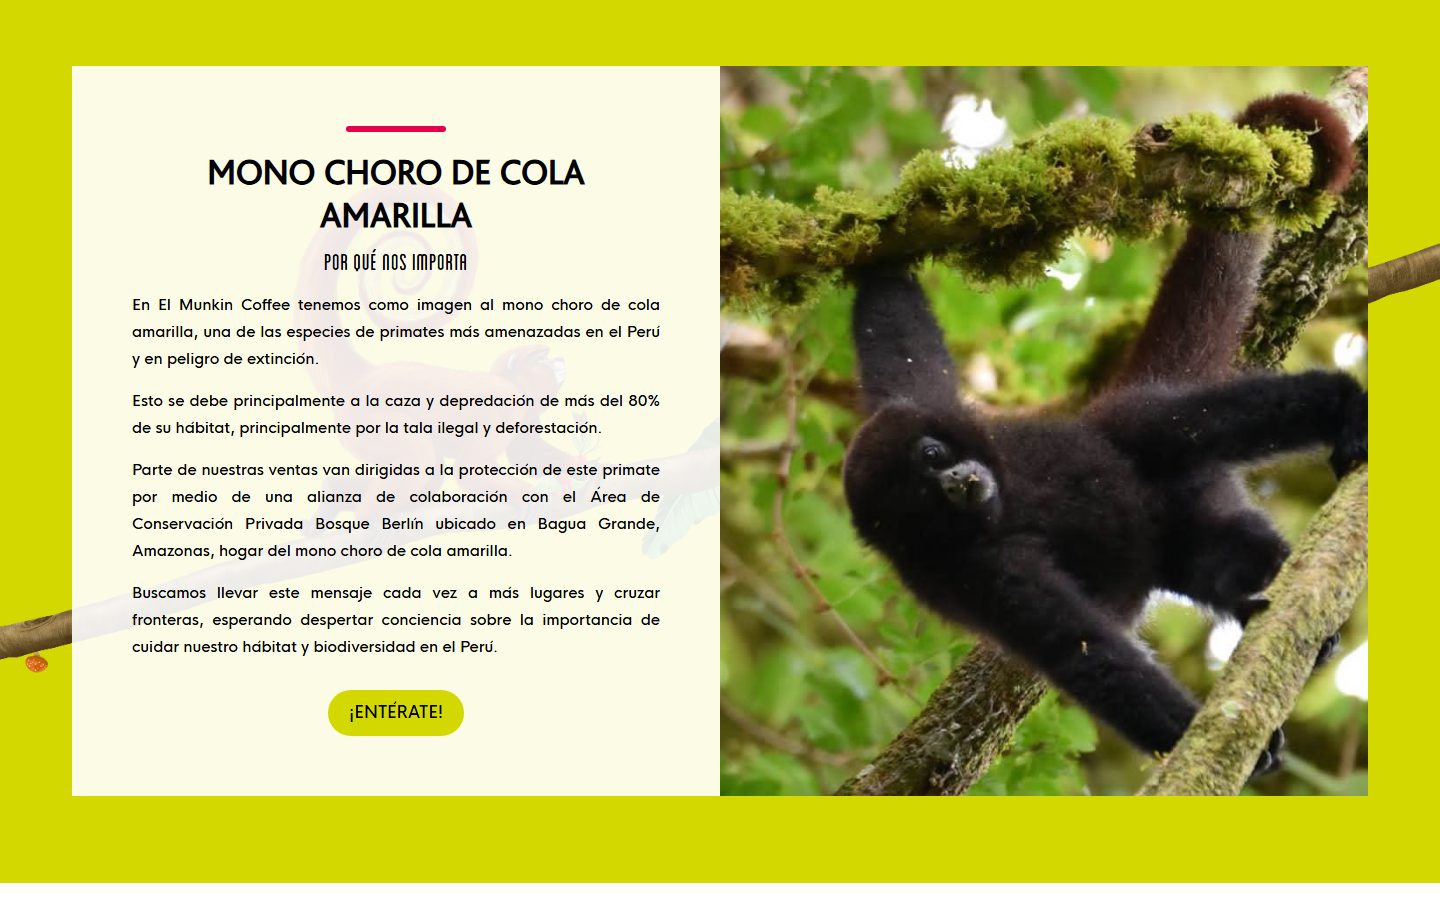 MONO CHORO DE COLA
AMARILLA
POR QUÉ NOS IMPORTA
En El Munkin Coffee tenemos como imagen al mono choro de cola
amarilla, una de las especies de primates más amenazadas en el Perú
y en peligro de extinción.
Esto se debe principalmente a la caza y depredación de más del 80%
de su hábitat, principalmente por la tala ilegal y deforestación.
Parte de nuestras ventas van dirigidas a la protección de este primate
por medio de una alianza de colaboración con el Área de
Conservación Privada Bosque Berlín ubicado en Bagua Grande,
Amazonas, hogar del mono choro de cola amarilla.
Buscamos llevar este mensaje cada vez a más lugares y cruzar
fronteras, esperando despertar conciencia sobre la importancia de
cuidar nuestro hábitat y biodiversidad en el Perú.
¡ENTÉRATE!